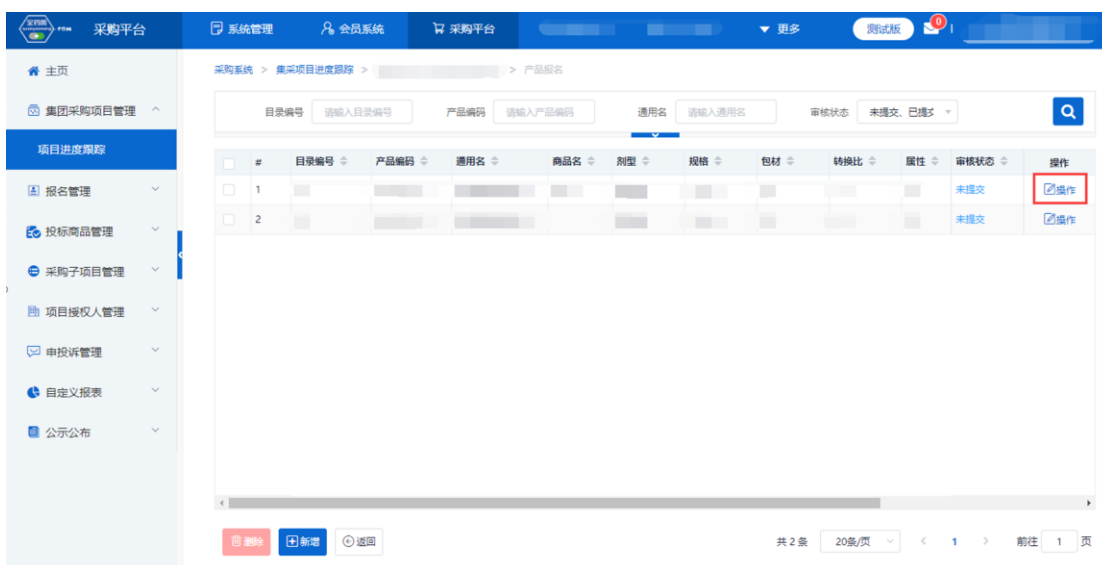 采购平台
系统管理
会员系统
采购平台
更多
测试版
0
主页
集团采购项目管理
项目进度跟踪
报名管理
投标商品管理
采购子项目管理
项目授权人管理
申投诉管理
自定义报表
公示公布
采购系统 > 集采项目进度跟踪 > > 产品报名
目录编号 请输入目录编号 产品编码 请输入产品编码 通用名 请输入通用名 审核状态 未提交、已提交
# 目录编号 产品编码 通用名 商品名 剂型 规格 包材 转换比 属性 审核状态 操作
1 未提交 操作
2 未提交 操作
删除 新增 返回 共 2 条 20条/页 < 1 > 前往 1 页